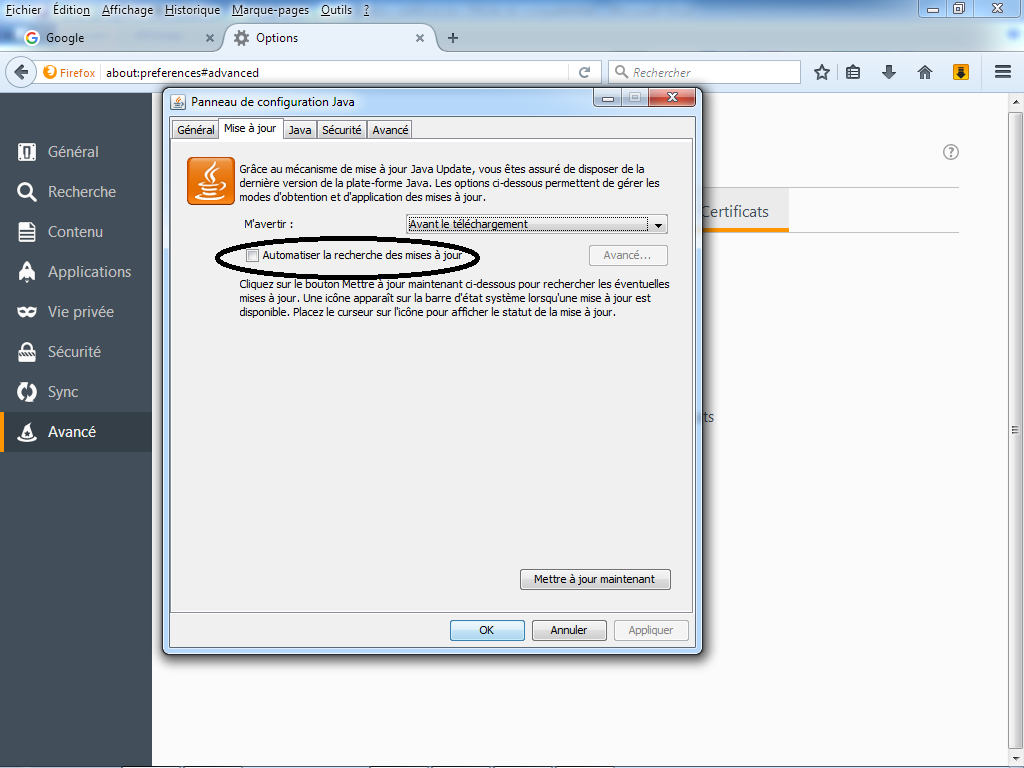 Fichier Édition Affichage Historique Marque-pages Outils ?
Google
Options
Firefox
about:preferences#advanced
Rechercher
Panneau de configuration Java
Général
Mise à jour
Java
Sécurité
Avancé
Grâce au mécanisme de mise à jour Java Update, vous êtes assuré de disposer de la
dernière version de la plate-forme Java. Les options ci-dessous permettent de gérer les
modes d'obtention et d'application des mises à jour.
M'avertir :
Avant le téléchargement
Automatiser la recherche des mises à jour
Avancé...
Cliquez sur le bouton Mettre à jour maintenant ci-dessous pour rechercher les éventuelles
mises à jour. Une icône apparaît sur la barre d'état système lorsqu'une mise à jour est
disponible. Placez le curseur sur l'icône pour afficher le statut de la mise à jour.
Mettre à jour maintenant
OK
Annuler
Appliquer
Général
Recherche
Contenu
Applications
Vie privée
Sécurité
Sync
Avancé
?
Certificats
ts